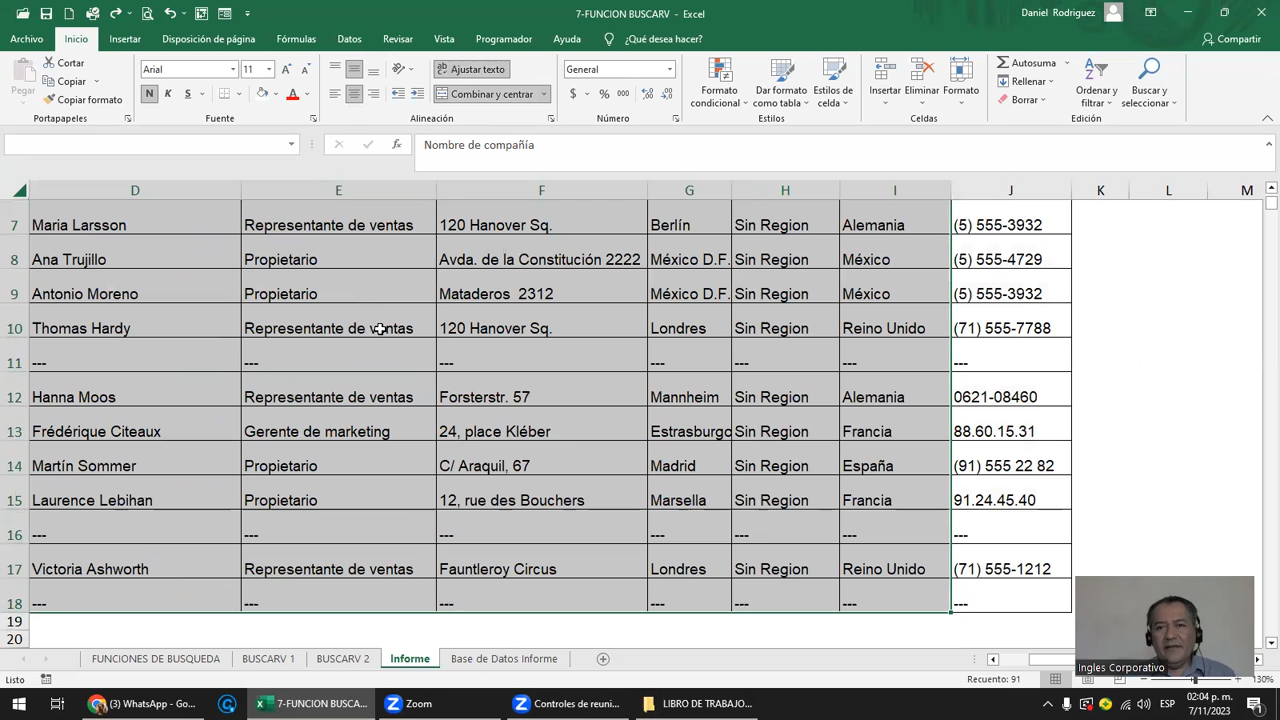 7-FUNCION BUSCARV - Excel
Daniel Rodriguez
Archivo Inicio Insertar Disposición de página Fórmulas Datos Revisar Vista Programador Ayuda ¿Qué desea hacer? Compartir
Pegar
Cortar
Copiar
Copiar formato
Portapapeles
Arial 11
N K S
Fuente
Ajustar texto
Combinar y centrar
Alineación
General
$ % 000
Número
Formato condicional
Dar formato como tabla
Estilos de celda
Estilos
Insertar Eliminar Formato
Celdas
Autosuma
Rellenar
Borrar
Ordenar y filtrar
Buscar y seleccionar
Edición
fx Nombre de compañía
D E F G H I J K L M
7 Maria Larsson Representante de ventas 120 Hanover Sq. Berlín Sin Region Alemania (5) 555-3932
8 Ana Trujillo Propietario Avda. de la Constitución 2222 México D.F. Sin Region México (5) 555-4729
9 Antonio Moreno Propietario Mataderos  2312 México D.F. Sin Region México (5) 555-3932
10 Thomas Hardy Representante de ventas 120 Hanover Sq. Londres Sin Region Reino Unido (71) 555-7788
11 --- --- --- --- --- --- ---
12 Hanna Moos Representante de ventas Forsterstr. 57 Mannheim Sin Region Alemania 0621-08460
13 Frédérique Citeaux Gerente de marketing 24, place Kléber Estrasburgo Sin Region Francia 88.60.15.31
14 Martín Sommer Propietario C/ Araquil, 67 Madrid Sin Region España (91) 555 22 82
15 Laurence Lebihan Propietario 12, rue des Bouchers Marsella Sin Region Francia 91.24.45.40
16 --- --- --- --- --- --- ---
17 Victoria Ashworth Representante de ventas Fauntleroy Circus Londres Sin Region Reino Unido (71) 555-1212
18 --- --- --- --- --- --- ---
19
20
Ingles Corporativo
FUNCIONES DE BUSQUEDA BUSCARV 1 BUSCARV 2 Informe Base de Datos Informe
Listo Recuento: 91 130%
(3) WhatsApp - Go... 7-FUNCION BUSCA... Zoom Controles de reuni... LIBRO DE TRABAJO... ESP 02:04 p. m.
7/11/2023